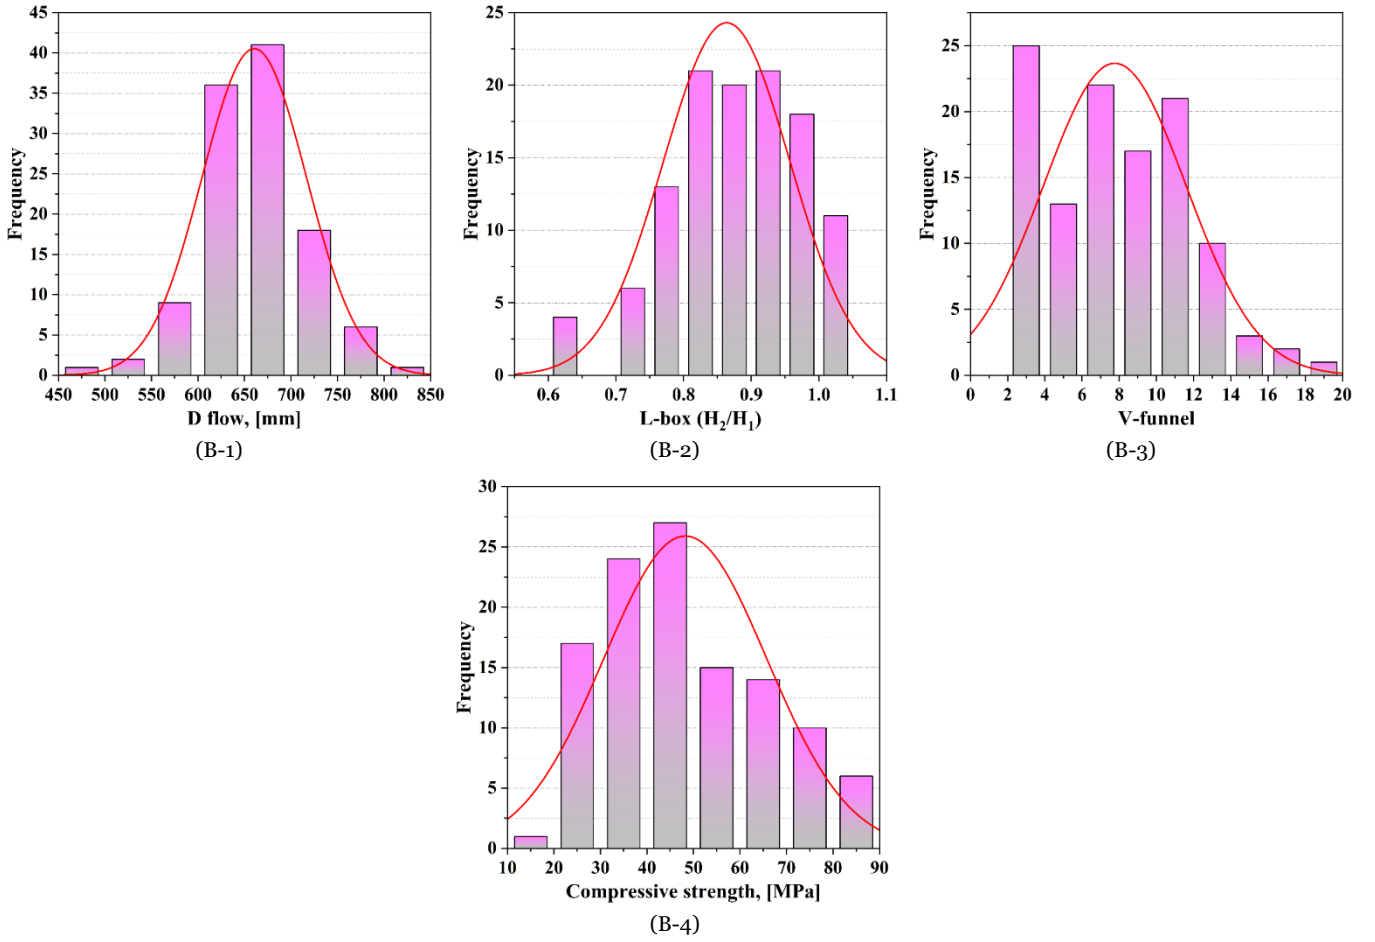 45
40
35
30
25
20
15
10
5
0
Frequency
450 500 550 600 650 700 750 800 850
D flow, [mm]
(B-1)
25
20
15
10
5
0
Frequency
0.6 0.7 0.8 0.9 1.0 1.1
L-box (H₂/H₁)
(B-2)
25
20
15
10
5
0
Frequency
0 2 4 6 8 10 12 14 16 18 20
V-funnel
(B-3)
30
25
20
15
10
5
0
Frequency
10 20 30 40 50 60 70 80 90
Compressive strength, [MPa]
(B-4)